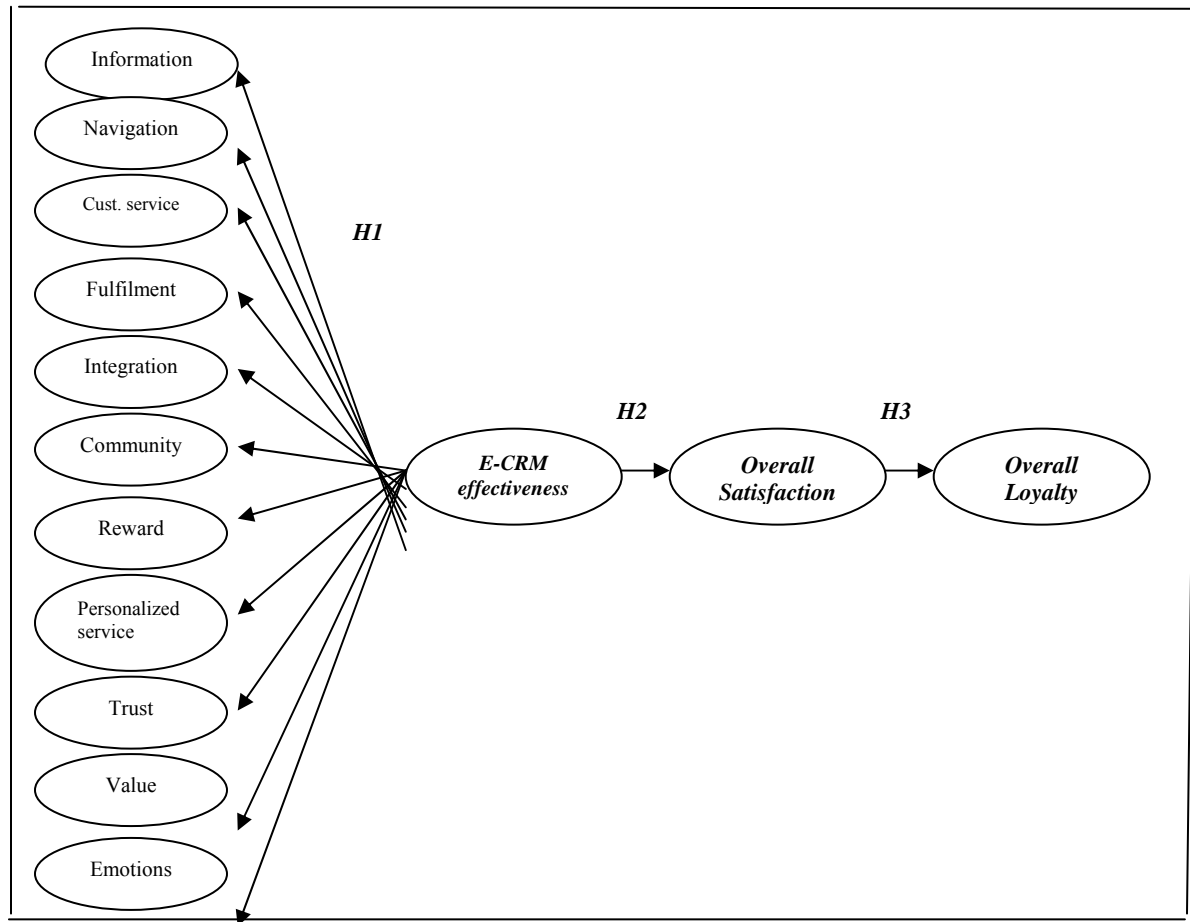 Information
Navigation
Cust. service
Fulfilment
Integration
Community
Reward
Personalized
service
Trust
Value
Emotions
H1
E-CRM
effectiveness
H2
Overall
Satisfaction
H3
Overall
Loyalty